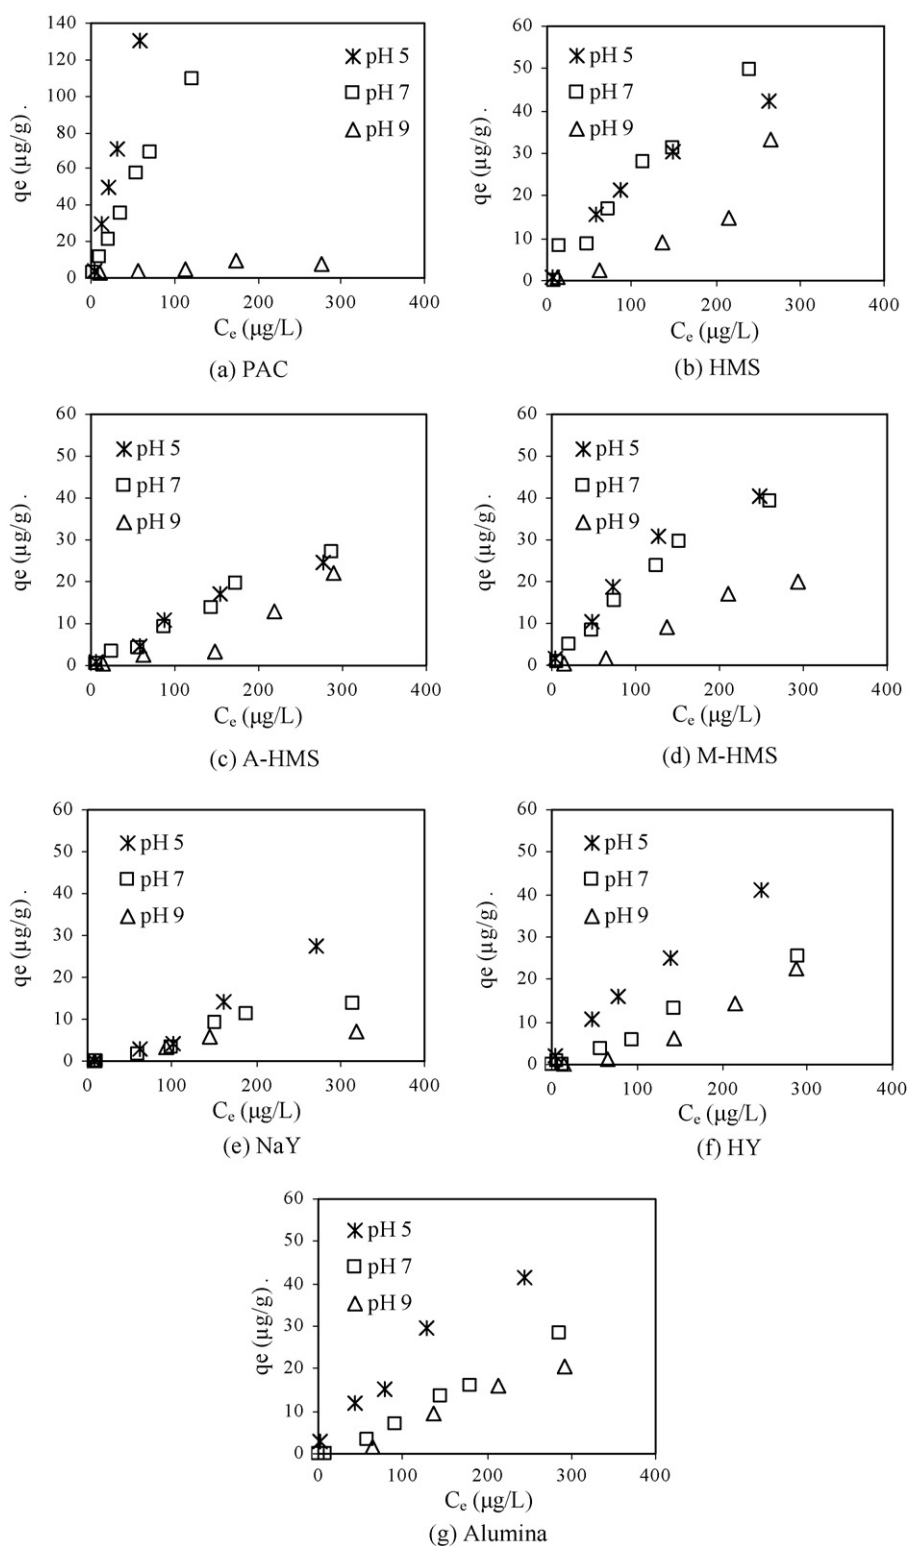 140
120
100
80
60
40
20
0
qe (µg/g) .
pH 5
pH 7
pH 9
0 100 200 300 400
Cₑ (µg/L)
(a) PAC
60
50
40
30
20
10
0
qe (µg/g) .
pH 5
pH 7
pH 9
0 100 200 300 400
Cₑ (µg/L)
(b) HMS
60
50
40
30
20
10
0
qe (µg/g) .
pH 5
pH 7
pH 9
0 100 200 300 400
Cₑ (µg/L)
(c) A-HMS
60
50
40
30
20
10
0
qe (µg/g) .
pH 5
pH 7
pH 9
0 100 200 300 400
Cₑ (µg/L)
(d) M-HMS
60
50
40
30
20
10
0
qe (µg/g) .
pH 5
pH 7
pH 9
0 100 200 300 400
Cₑ (µg/L)
(e) NaY
60
50
40
30
20
10
0
qe (µg/g) .
pH 5
pH 7
pH 9
0 100 200 300 400
Cₑ (µg/L)
(f) HY
60
50
40
30
20
10
0
qe (µg/g) .
pH 5
pH 7
pH 9
0 100 200 300 400
Cₑ (µg/L)
(g) Alumina